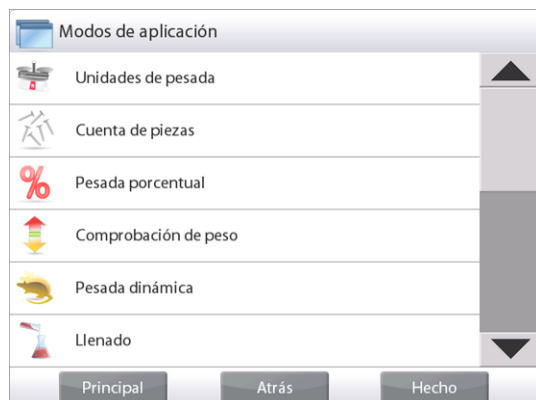 Modos de aplicación
Unidades de pesada
Cuenta de piezas
% Pesada porcentual
Comprobación de peso
Pesada dinámica
Llenado
Principal Atrás Hecho